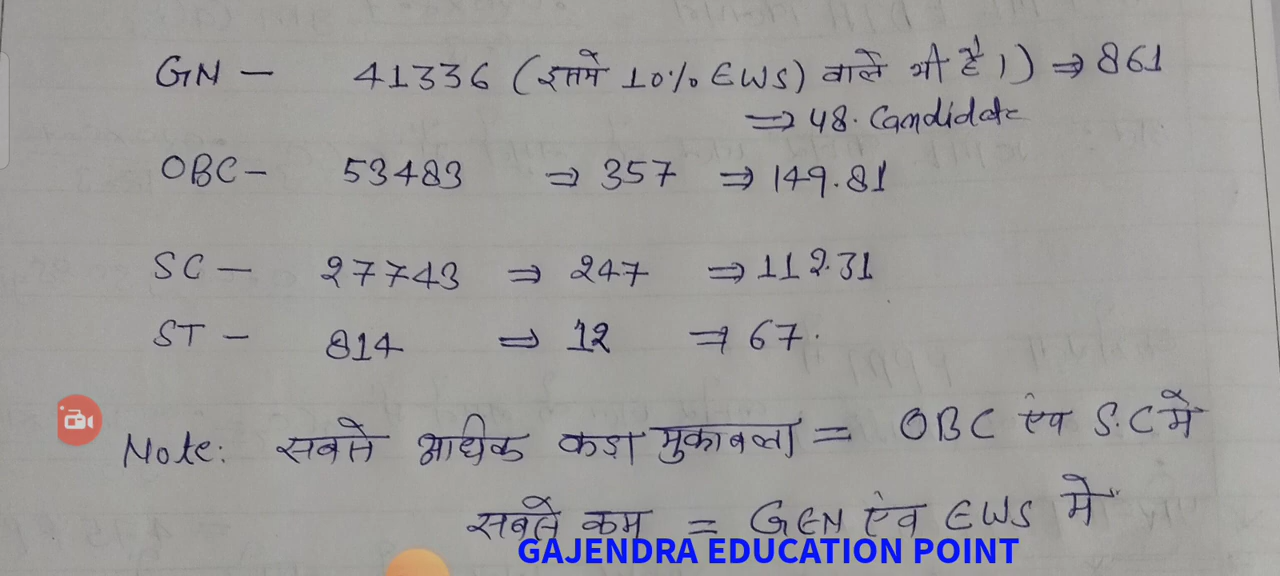 GN - 41336 (इसमे 10% EWS) वाले भी है।) ⇒ 861
⇒ 48. Candidate
OBC - 53483 ⇒ 357 ⇒ 149.81
SC - 27743 ⇒ 247 ⇒ 112.31
ST - 814 ⇒ 12 ⇒ 67.
Note: सबसे अधिक कड़ा मुकाबला = OBC एंव S.C मे
सबसे कम = GEN एंव EWS मे
GAJENDRA EDUCATION POINT